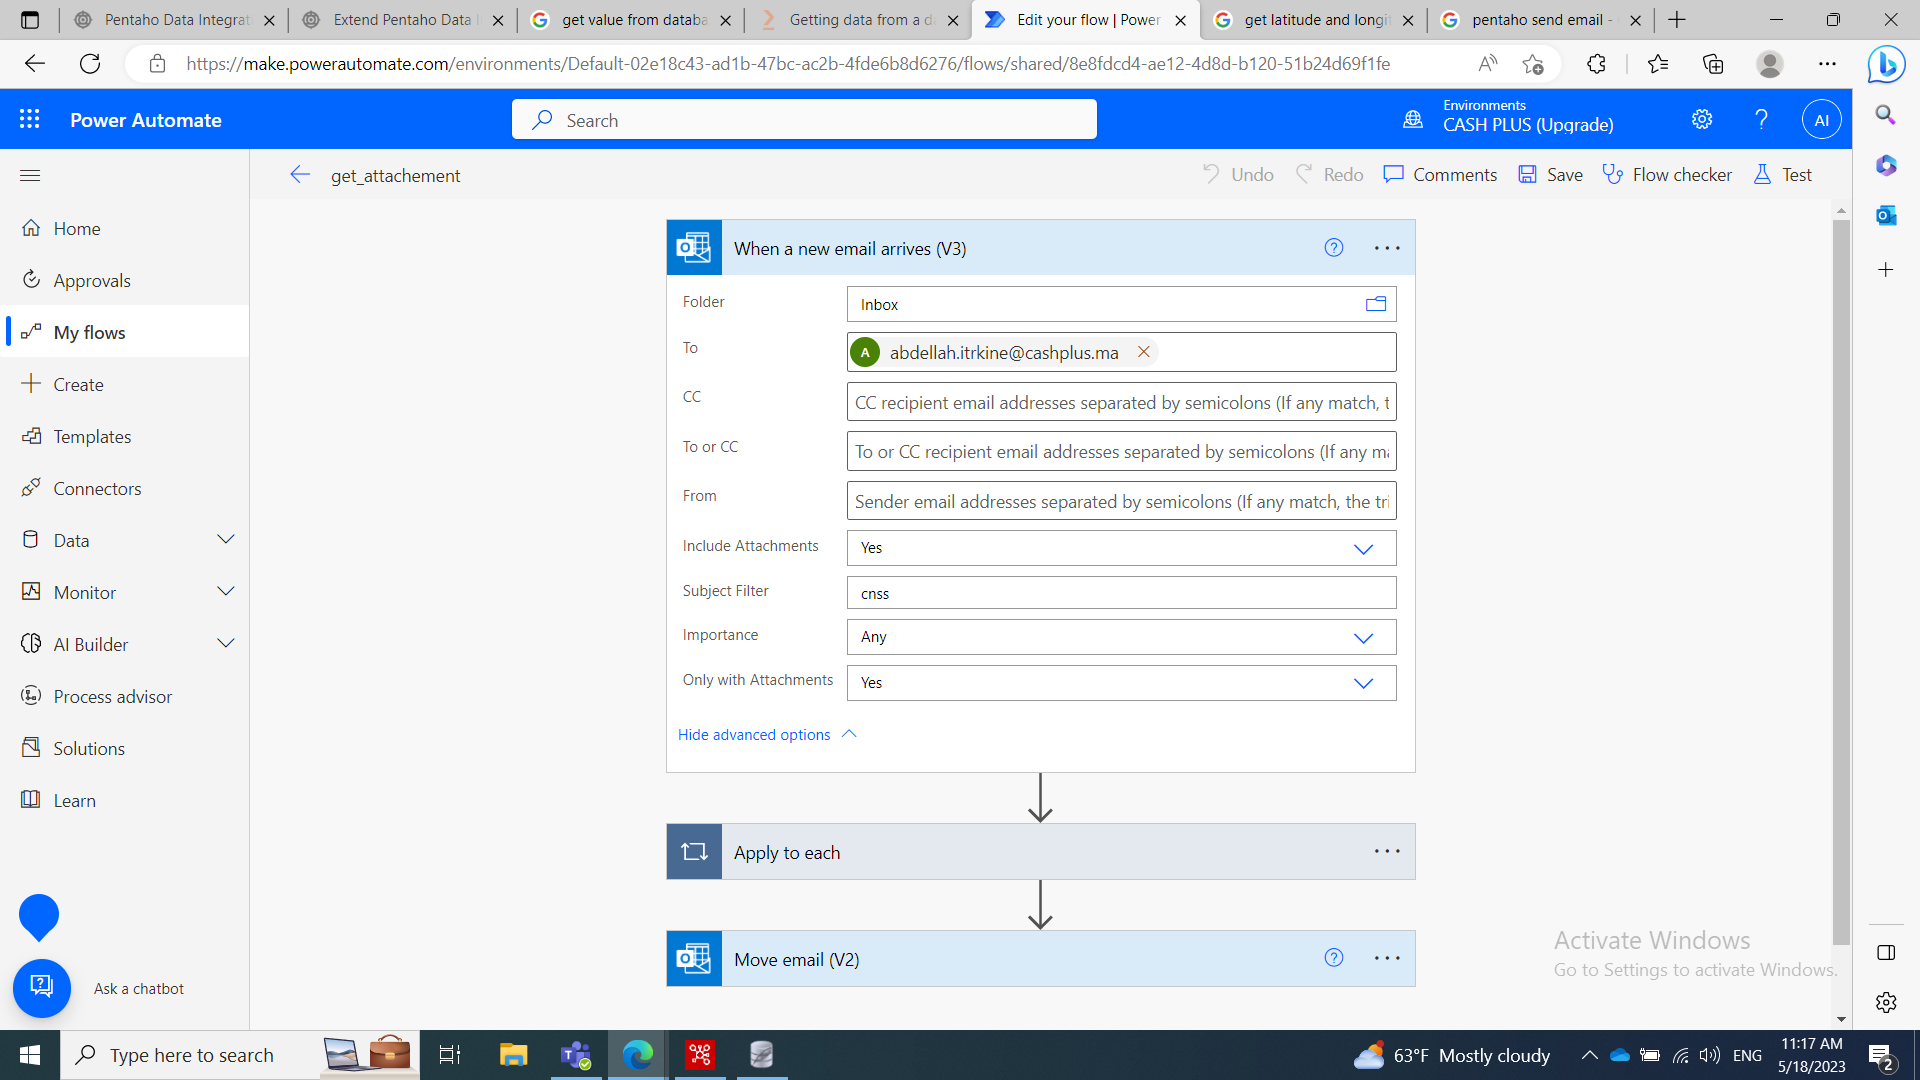 Pentaho Data Integrat
Extend Pentaho Data I
get value from databa
Getting data from a d
Edit your flow | Power
get latitude and longit
pentaho send email -
https://make.powerautomate.com/environments/Default-02e18c43-ad1b-47bc-ac2b-4fde6b8d6276/flows/shared/8e8fdcd4-ae12-4d8d-b120-51b24d69f1fe
Power Automate
Search
Environments
CASH PLUS (Upgrade)
?
AI
get_attachement
Undo
Redo
Comments
Save
Flow checker
Test
Home
Approvals
My flows
Create
Templates
Connectors
Data
Monitor
AI Builder
Process advisor
Solutions
Learn
Ask a chatbot
When a new email arrives (V3)
Folder
Inbox
To
A
abdellah.itrkine@cashplus.ma
CC
CC recipient email addresses separated by semicolons (If any match, t
To or CC
To or CC recipient email addresses separated by semicolons (If any ma
From
Sender email addresses separated by semicolons (If any match, the tri
Include Attachments
Yes
Subject Filter
cnss
Importance
Any
Only with Attachments
Yes
Hide advanced options
Apply to each
Move email (V2)
Activate Windows
Go to Settings to activate Windows.
Type here to search
63°F Mostly cloudy
ENG
11:17 AM
5/18/2023
2